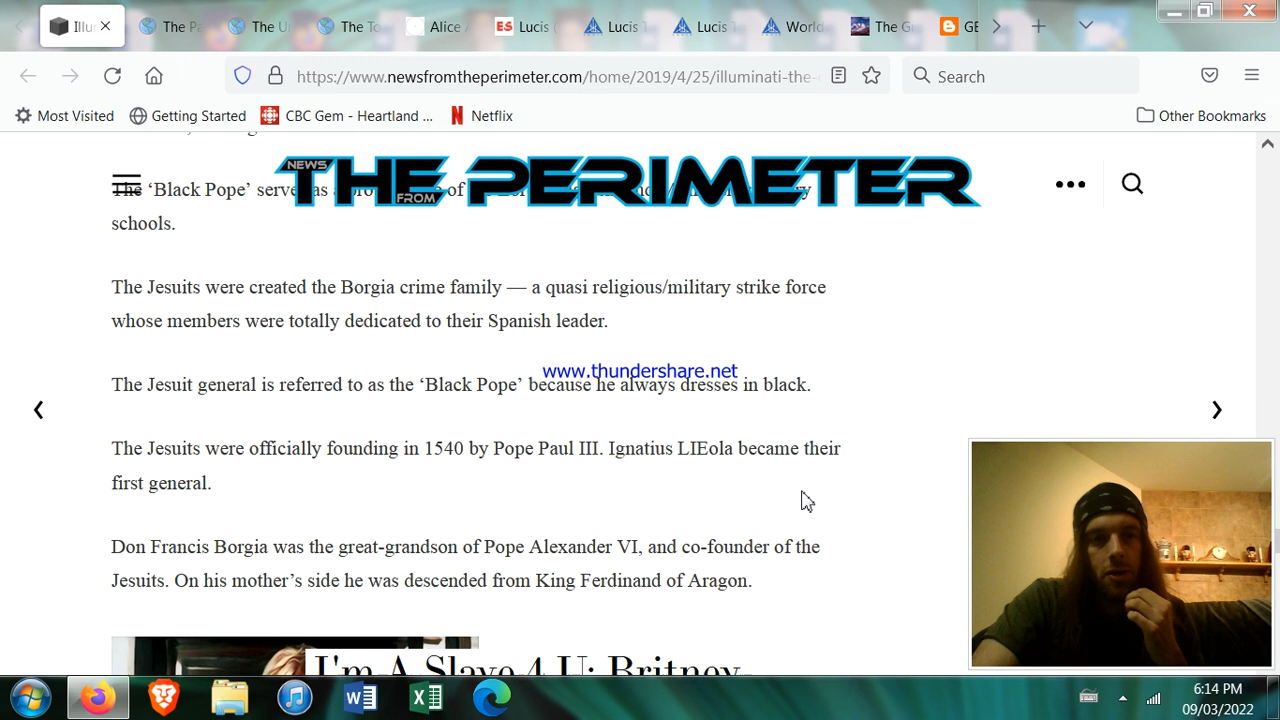 Illu
The Pa
The U
The To
Alice
ES Lucis
Lucis T
Lucis T
World
The G
GE
https://www.newsfromtheperimeter.com/home/2019/4/25/illuminati-the-
Search
Most Visited
Getting Started
CBC Gem - Heartland ...
Netflix
Other Bookmarks
NEWS FROM THE PERIMETER
The ‘Black Pope’ serves as a
schools.
The Jesuits were created the Borgia crime family — a quasi religious/military strike force
whose members were totally dedicated to their Spanish leader.
www.thundershare.net
The Jesuit general is referred to as the ‘Black Pope’ because he always dresses in black.
The Jesuits were officially founding in 1540 by Pope Paul III. Ignatius LIEola became their
first general.
Don Francis Borgia was the great-grandson of Pope Alexander VI, and co-founder of the
Jesuits. On his mother’s side he was descended from King Ferdinand of Aragon.
I'm A Slave 4 U: Britney
6:14 PM
09/03/2022